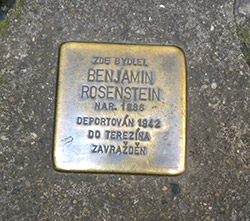 ZDE BYDLEL
BENJAMIN
ROSENSTEIN
NAR. 1886
DEPORTOVÁN 1942
DO TEREZÍNA
ZAVRAŽDĚN